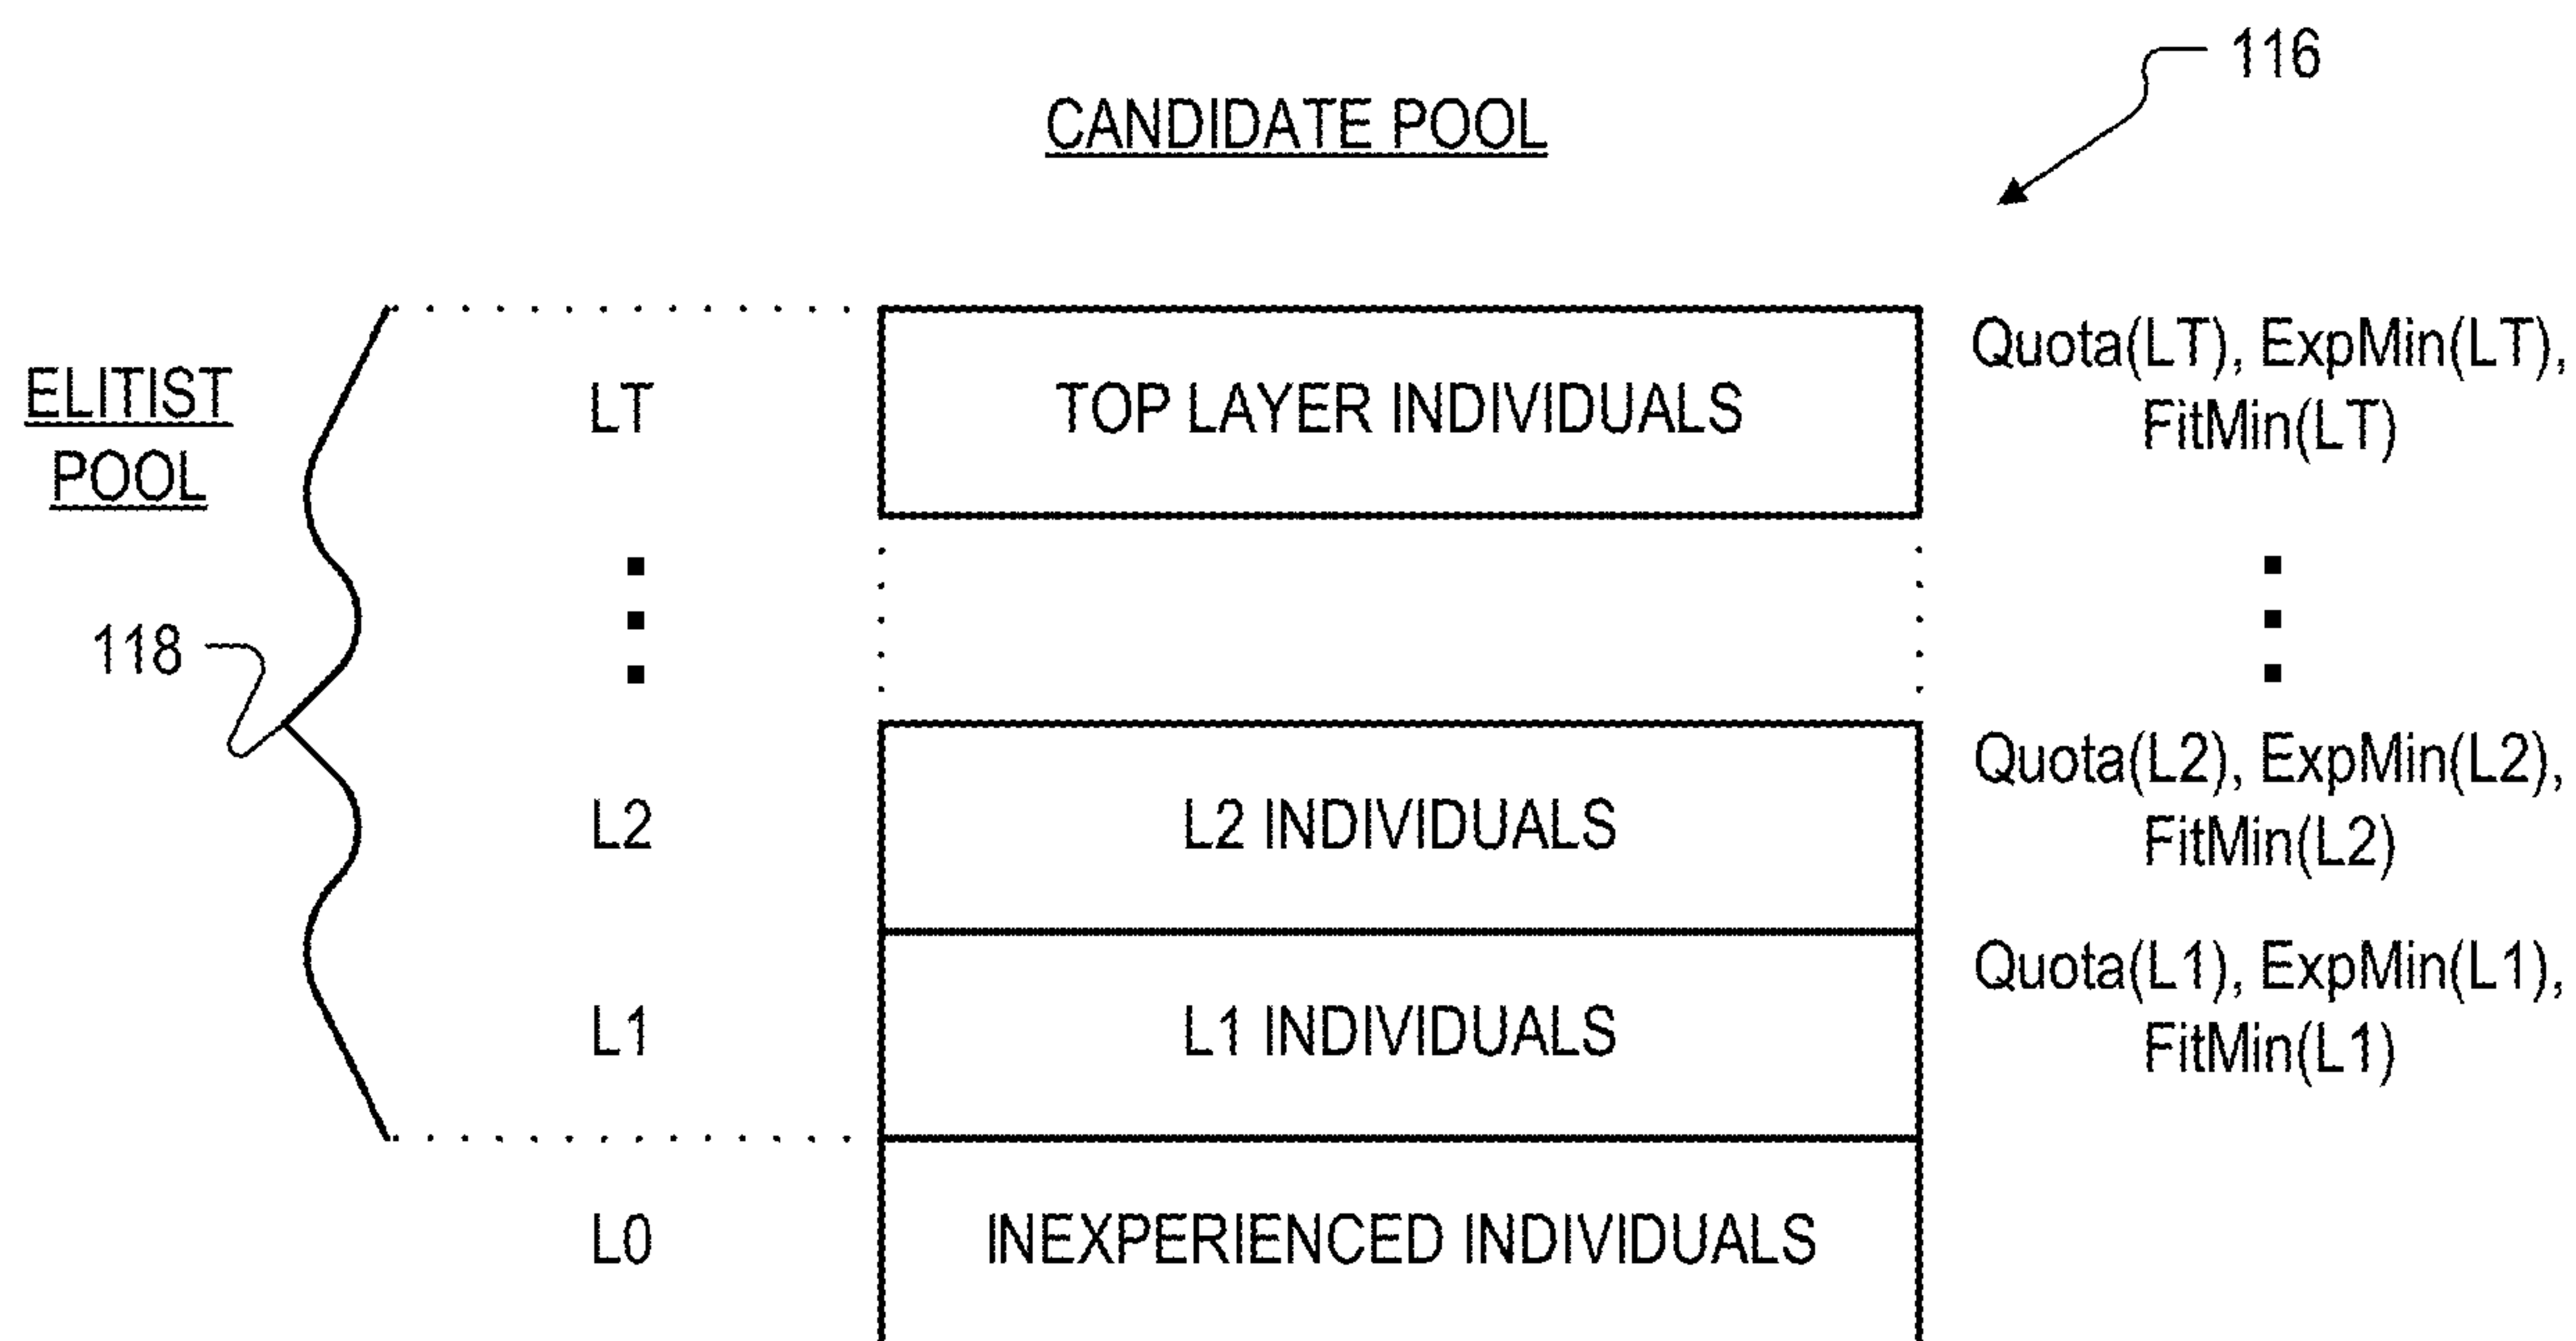 116
CANDIDATE POOL
ELITIST
POOL
118
LT
TOP LAYER INDIVIDUALS
Quota(LT), ExpMin(LT),
FitMin(LT)
L2
L2 INDIVIDUALS
Quota(L2), ExpMin(L2),
FitMin(L2)
L1
L1 INDIVIDUALS
Quota(L1), ExpMin(L1),
FitMin(L1)
L0
INEXPERIENCED INDIVIDUALS